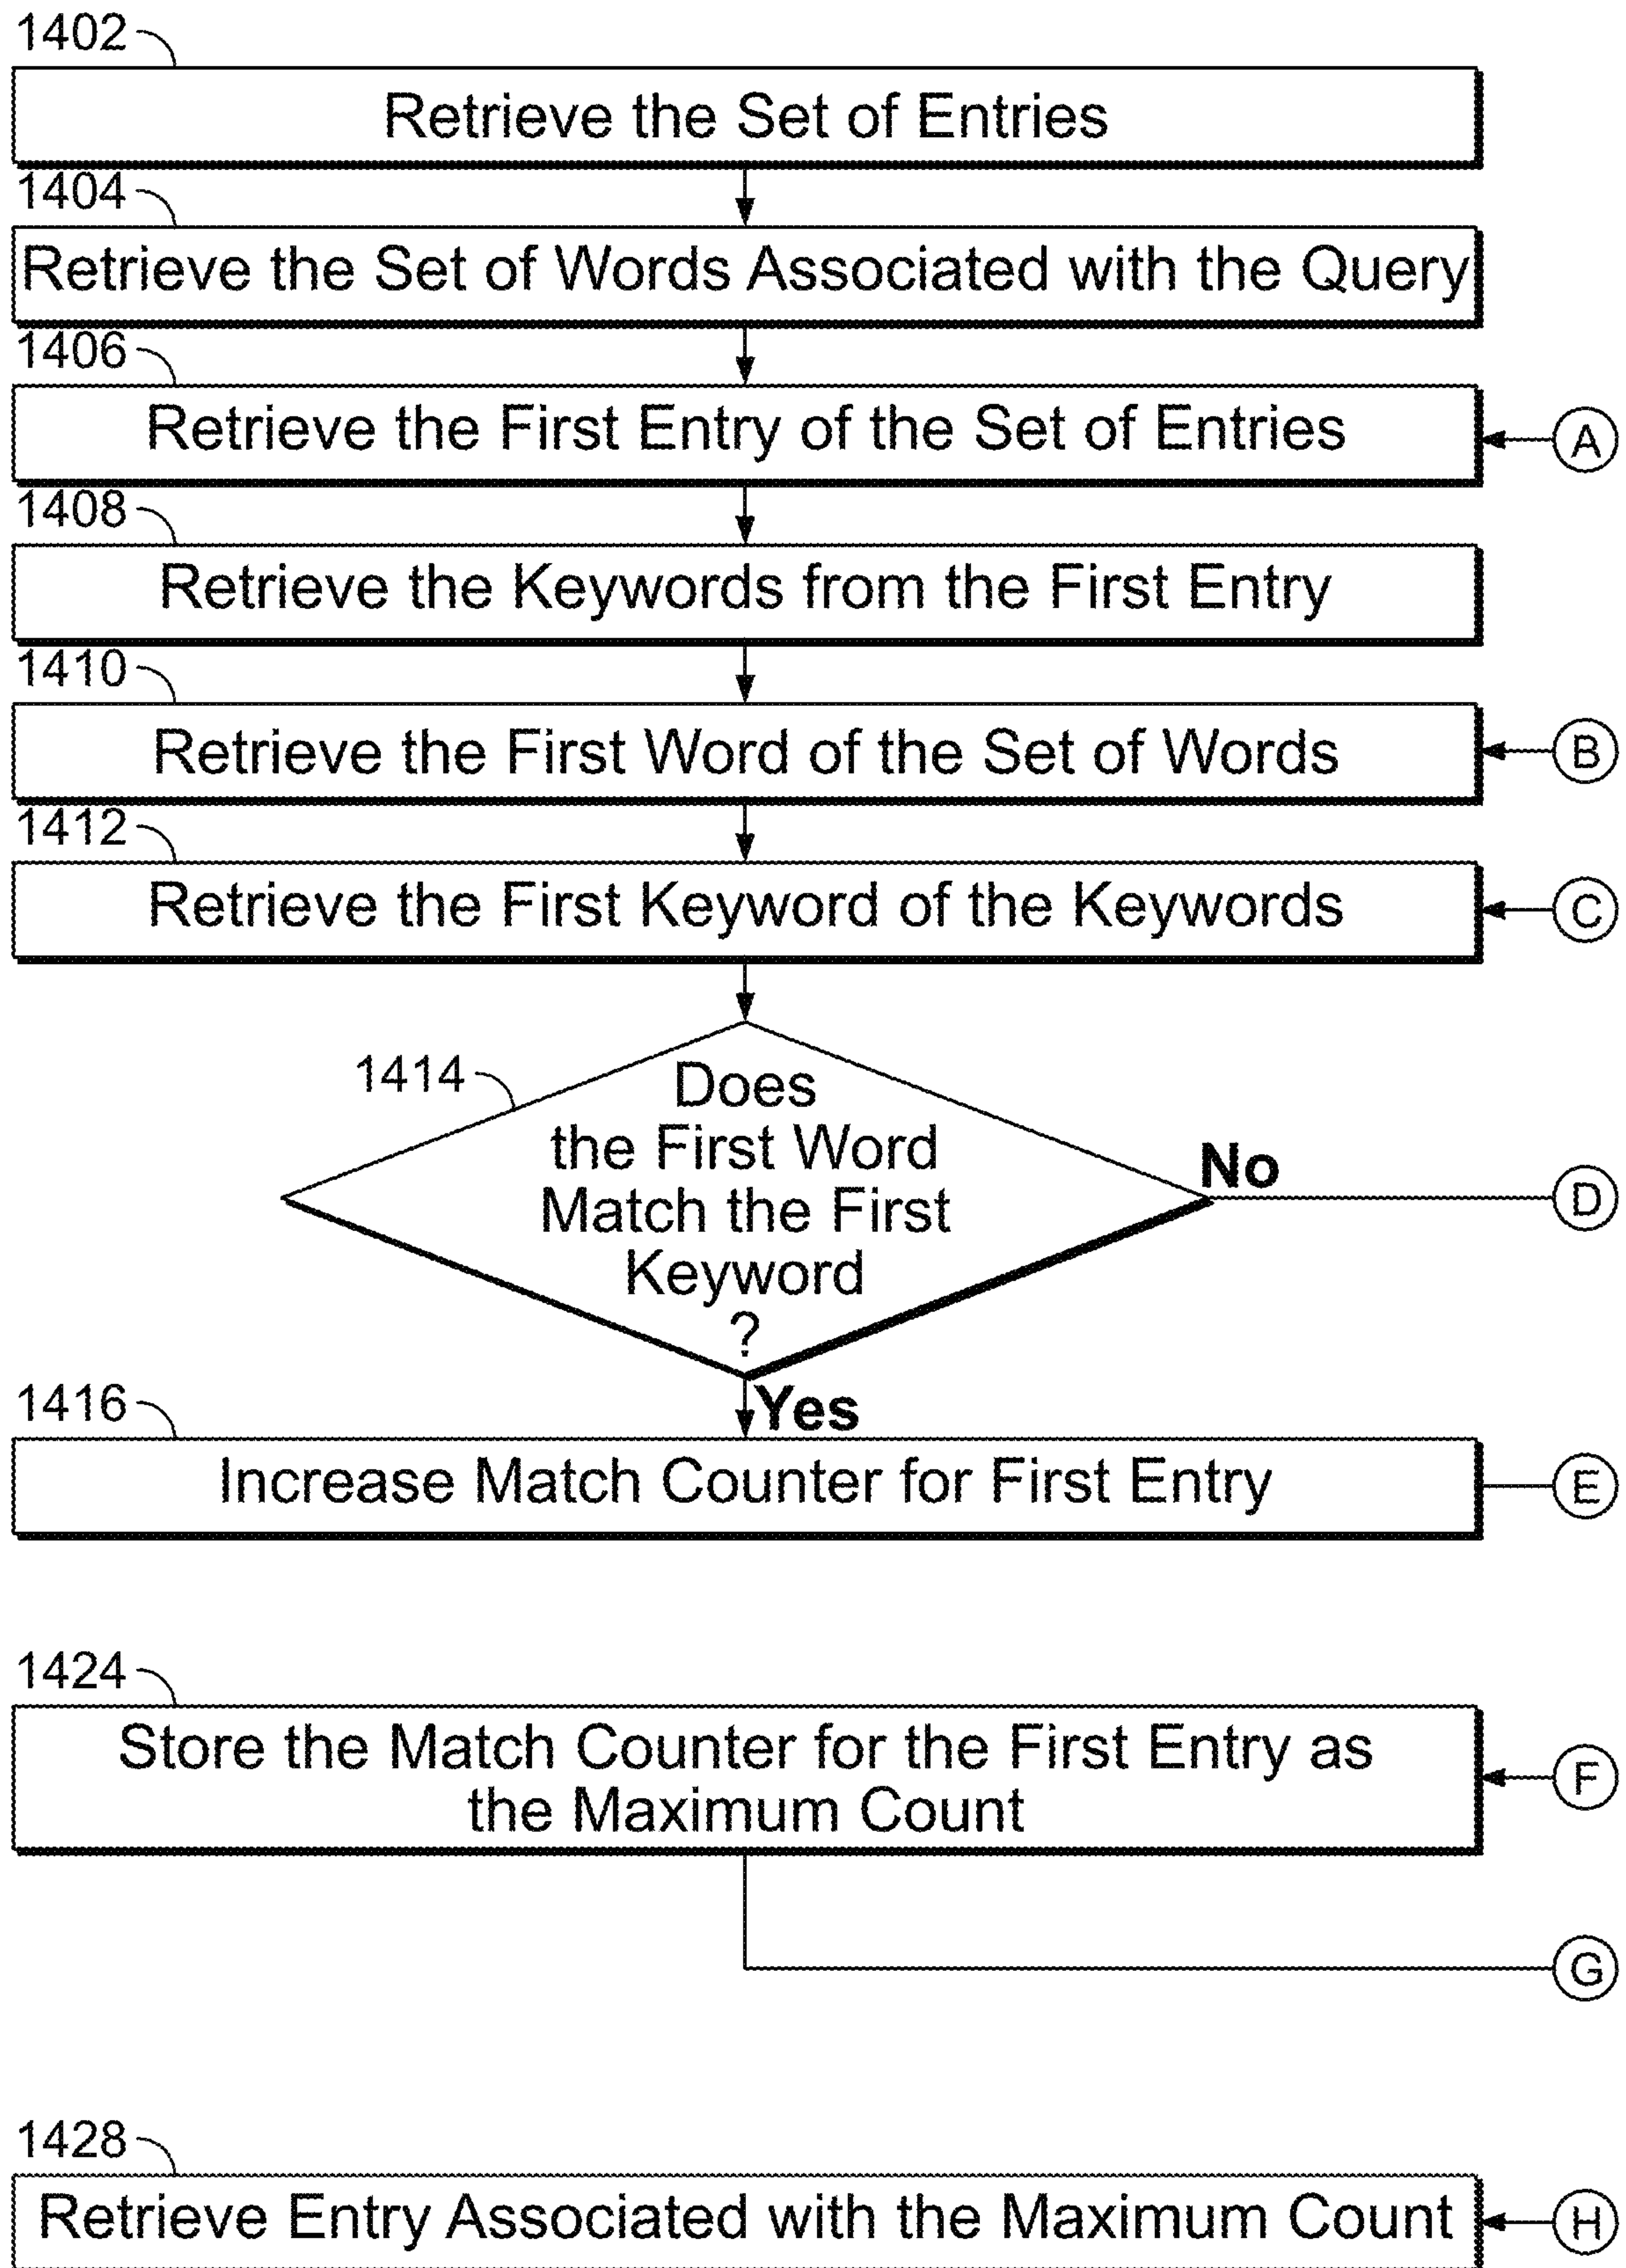 1402
Retrieve the Set of Entries
1404
Retrieve the Set of Words Associated with the Query
1406
Retrieve the First Entry of the Set of Entries
A
1408
Retrieve the Keywords from the First Entry
1410
Retrieve the First Word of the Set of Words
B
1412
Retrieve the First Keyword of the Keywords
C
1414
Does
the First Word
Match the First
Keyword
?
No
D
Yes
1416
Increase Match Counter for First Entry
E
1424
Store the Match Counter for the First Entry as
the Maximum Count
F
G
1428
Retrieve Entry Associated with the Maximum Count
H